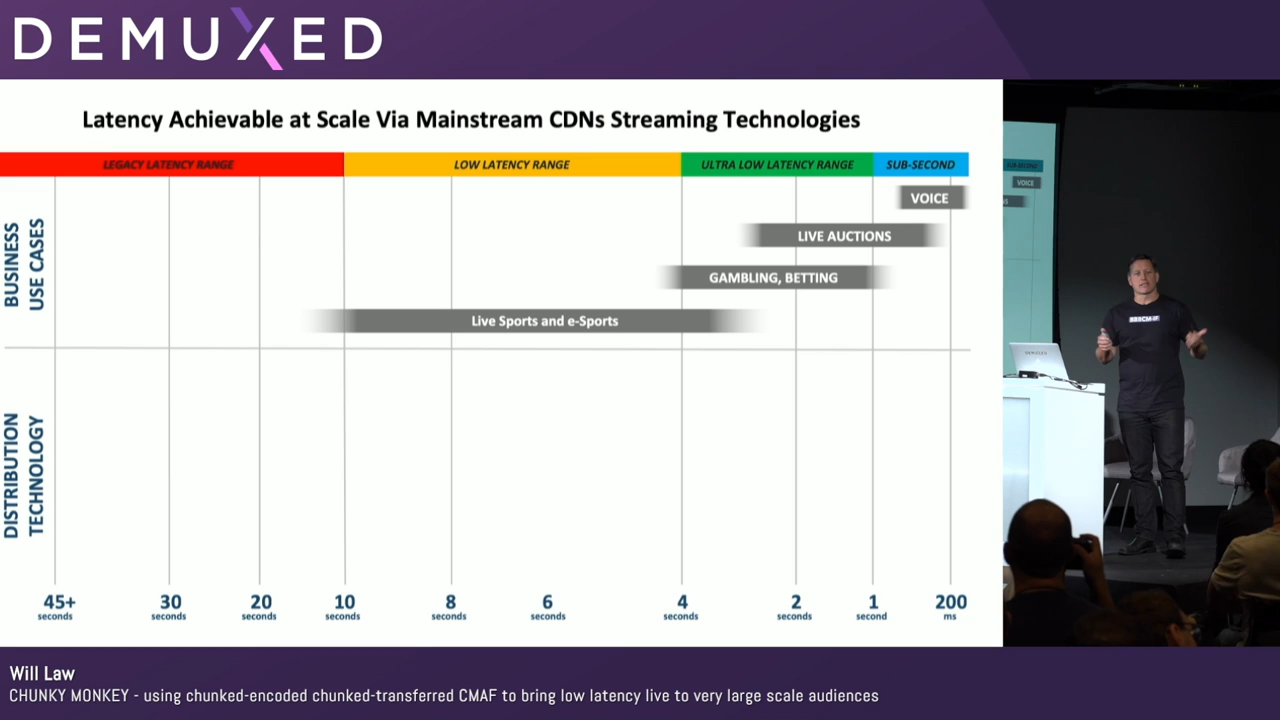 DEMUXED
Latency Achievable at Scale Via Mainstream CDNs Streaming Technologies
LEGACY LATENCY RANGE
LOW LATENCY RANGE
ULTRA LOW LATENCY RANGE
SUB-SECOND
BUSINESS
USE CASES
VOICE
LIVE AUCTIONS
GAMBLING, BETTING
Live Sports and e-Sports
DISTRIBUTION
TECHNOLOGY
45+
seconds
30
seconds
20
seconds
10
seconds
8
seconds
6
seconds
4
seconds
2
seconds
1
second
200
ms
SUB-SECOND
VOICE
Will Law
CHUNKY MONKEY - using chunked-encoded chunked-transferred CMAF to bring low latency live to very large scale audiences